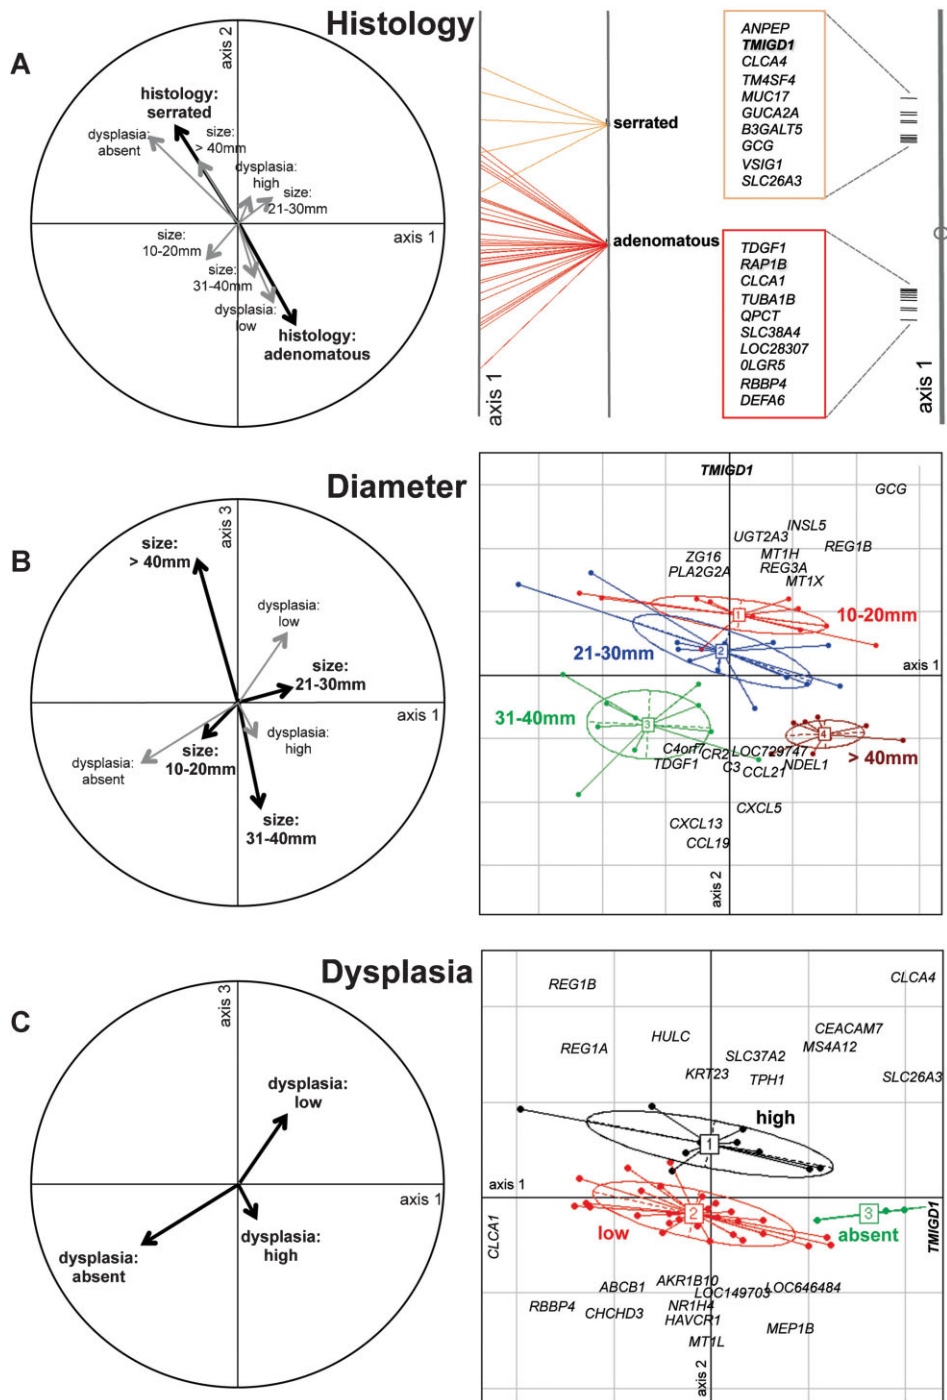 Histology
A
axis 2
histology:
serrated
dysplasia:
absent
size:
> 40mm
dysplasia:
high
size:
21-30mm
axis 1
size:
10-20mm
size:
31-40mm
dysplasia:
low
histology:
adenomatous
serrated
adenomatous
axis 1
ANPEP
TMIGD1
CLCA4
TM4SF4
MUC17
GUCA2A
B3GALT5
GCG
VSIG1
SLC26A3
TDGF1
RAP1B
CLCA1
TUBA1B
QPCT
SLC38A4
LOC28307
0LGR5
RBBP4
DEFA6
axis 1
Diameter
B
axis 3
size:
> 40mm
dysplasia:
low
size:
21-30mm
axis 1
dysplasia:
high
size:
10-20mm
dysplasia:
absent
size:
31-40mm
TMIGD1
GCG
INSL5
UGT2A3
REG1B
ZG16
MT1H
PLA2G2A
REG3A
MT1X
1
10-20mm
21-30mm
2
axis 1
31-40mm
3
4
> 40mm
C4orf7
CR2
LOC729747
TDGF1
C3
CCL21
NDEL1
CXCL5
CXCL13
CCL19
axis 2
Dysplasia
C
axis 3
dysplasia:
low
axis 1
dysplasia:
absent
dysplasia:
high
CLCA4
REG1B
CEACAM7
HULC
MS4A12
REG1A
SLC37A2
KRT23
TPH1
SLC26A3
high
1
axis 1
2
3
low
absent
CLCA1
TMIGD1
ABCB1
AKR1B10
LOC149703
LOC646484
RBBP4
CHCHD3
NR1H4
HAVCR1
MEP1B
MT1L
axis 2